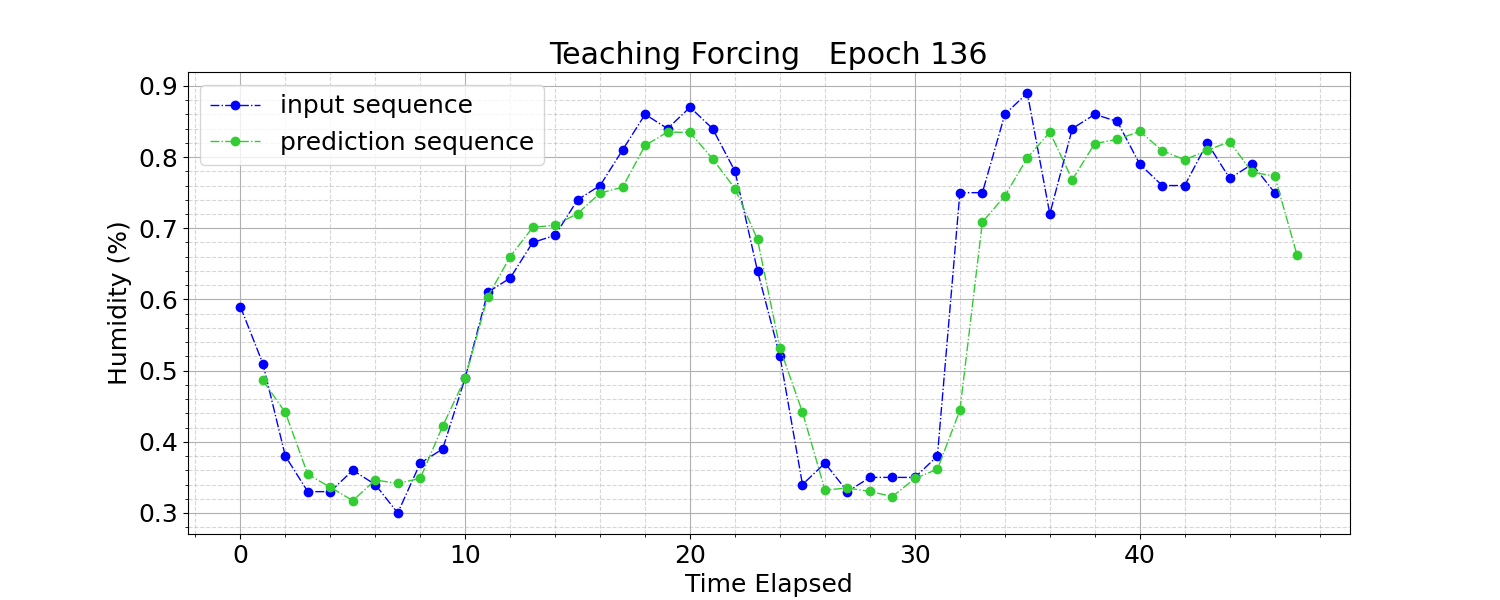 Teaching Forcing   Epoch 136
input sequence
prediction sequence
Humidity (%)
0.9
0.8
0.7
0.6
0.5
0.4
0.3
0 10 20 30 40
Time Elapsed